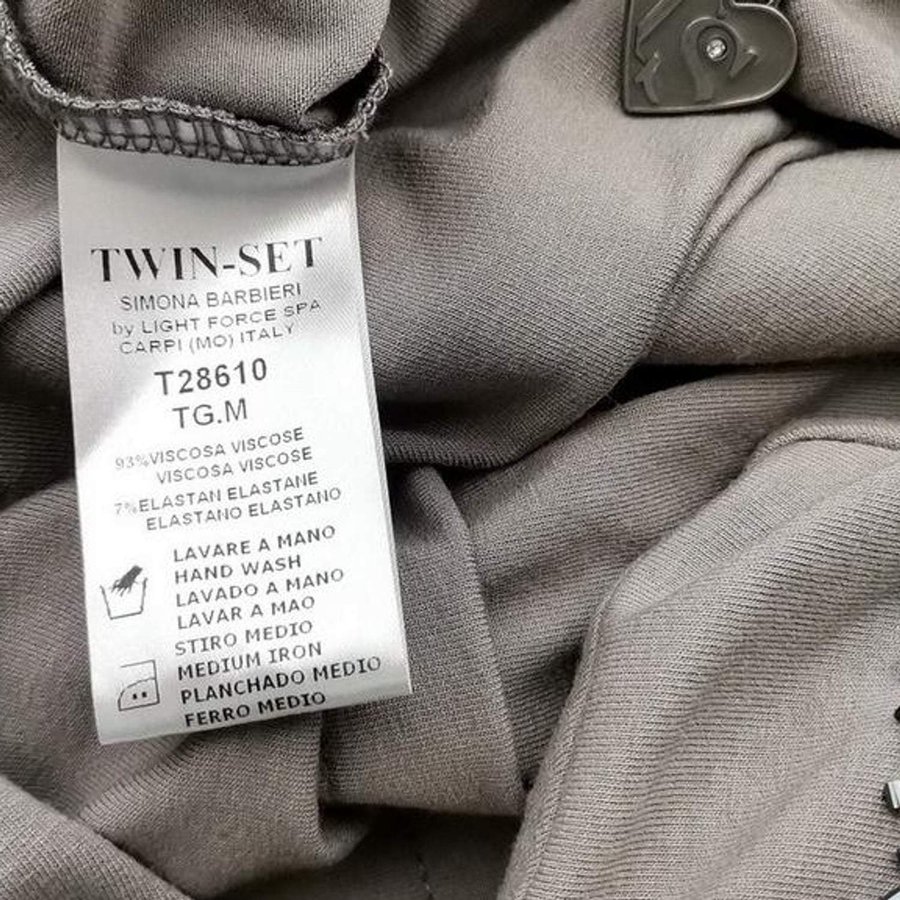 TWIN-SET
SIMONA BARBIERI
by LIGHT FORCE SPA
CARPI (MO) ITALY
T28610
TG.M
93%VISCOSA VISCOSE
VISCOSA VISCOSE
7%ELASTAN ELASTANE
ELASTANO ELASTANO
LAVARE A MANO
HAND WASH
LAVADO A MANO
LAVAR A MAO
STIRO MEDIO
MEDIUM IRON
PLANCHADO MEDIO
FERRO MEDIO